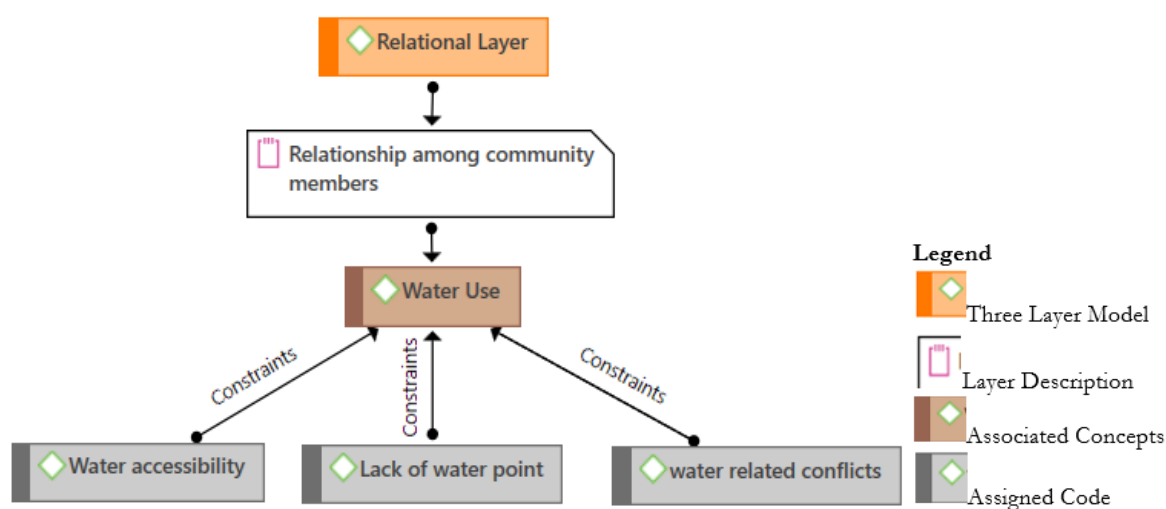 Relational Layer
Relationship among community
members
Water Use
Constraints
Constraints
Constraints
Water accessibility
Lack of water point
water related conflicts
Legend
Three Layer Model
Layer Description
Associated Concepts
Assigned Code